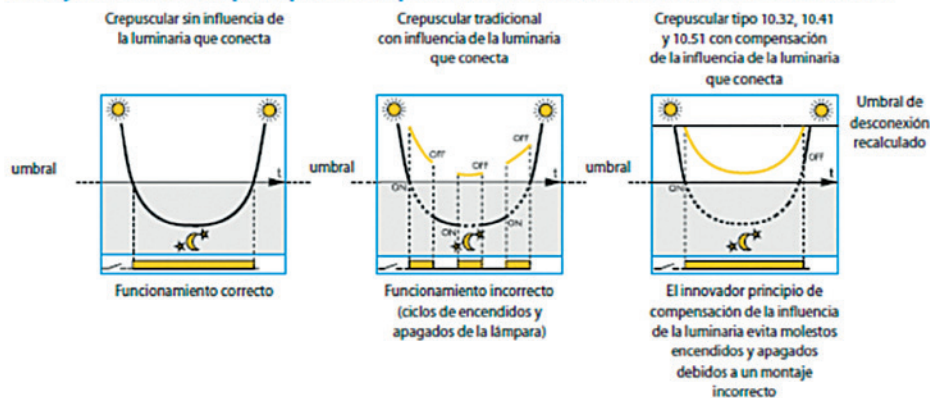 Crepuscular sin influencia de
la luminaria que conecta
umbral
t
Funcionamiento correcto
Crepuscular tradicional
con influencia de la luminaria
que conecta
umbral
OFF
OFF
OFF
t
ON
ON
ON
Funcionamiento incorrecto
(ciclos de encendidos y
apagados de la lámpara)
Crepuscular tipo 10.32, 10.41
y 10.51 con compensación
de la influencia de la luminaria
que conecta
Umbral de
desconexión
recalculado
umbral
OFF
t
ON
El innovador principio de
compensación de la influencia
de la luminaria evita molestos
encendidos y apagados
debidos a un montaje
incorrecto